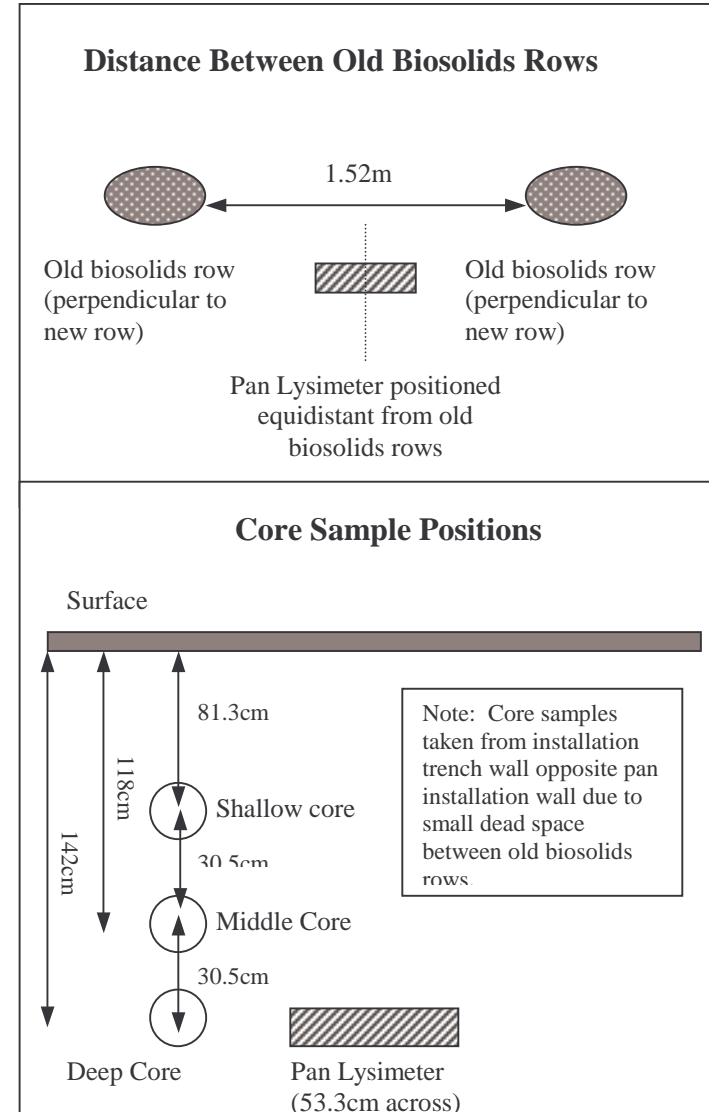 Distance Between Old Biosolids Rows
1.52m
Old biosolids row
(perpendicular to
new row)
Old biosolids row
(perpendicular to
new row)
Pan Lysimeter positioned
equidistant from old
biosolids rows
Core Sample Positions
Surface
81.3cm
118cm
142cm
Note: Core samples
taken from installation
trench wall opposite pan
installation wall due to
small dead space
between old biosolids
rows.
Shallow core
30.5cm
Middle Core
30.5cm
Deep Core
Pan Lysimeter
(53.3cm across)